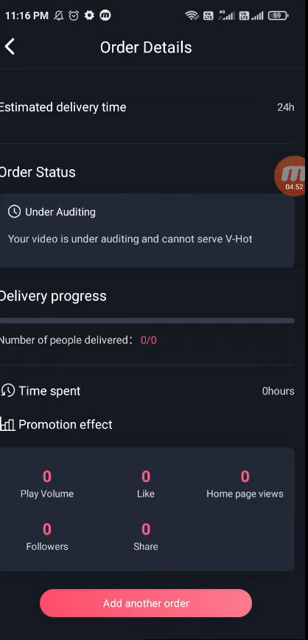 11:16 PM
4G
59
Order Details
Estimated delivery time
24h
Order Status
04:52
Under Auditing
Your video is under auditing and cannot serve V-Hot
Delivery progress
Number of people delivered: 0/0
Time spent
0hours
Promotion effect
0 0 0
Play Volume Like Home page views
0 0
Followers Share
Add another order